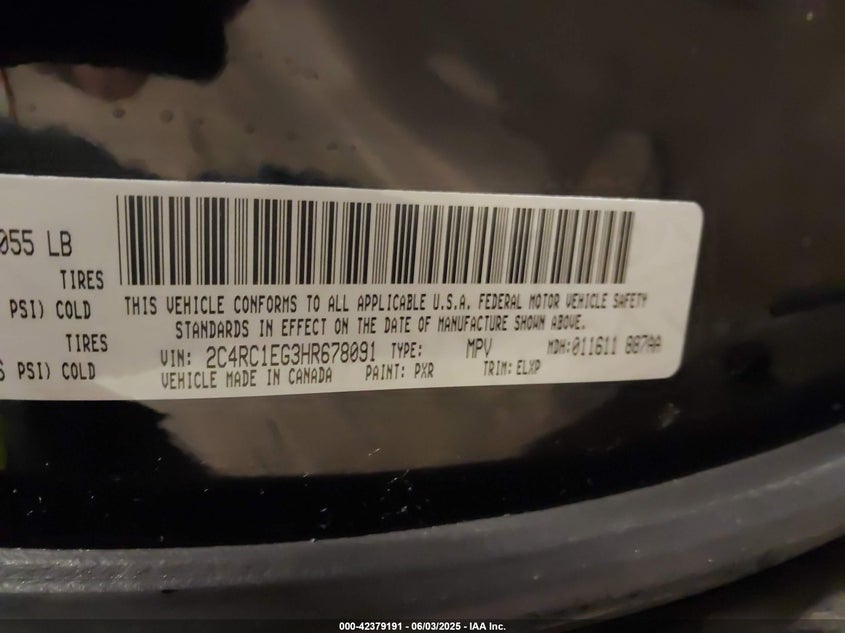 055 LB
TIRES
PSI) COLD
TIRES
PSI) COLD
THIS VEHICLE CONFORMS TO ALL APPLICABLE U.S.A. FEDERAL MOTOR VEHICLE SAFETY
STANDARDS IN EFFECT ON THE DATE OF MANUFACTURE SHOWN ABOVE.
VIN: 2C4RC1EG3HR678091 TYPE: MPV MDH:011611 887AA
VEHICLE MADE IN CANADA PAINT: PXR TRIM: ELXP
000-42379191 - 06/03/2025 - IAA Inc.